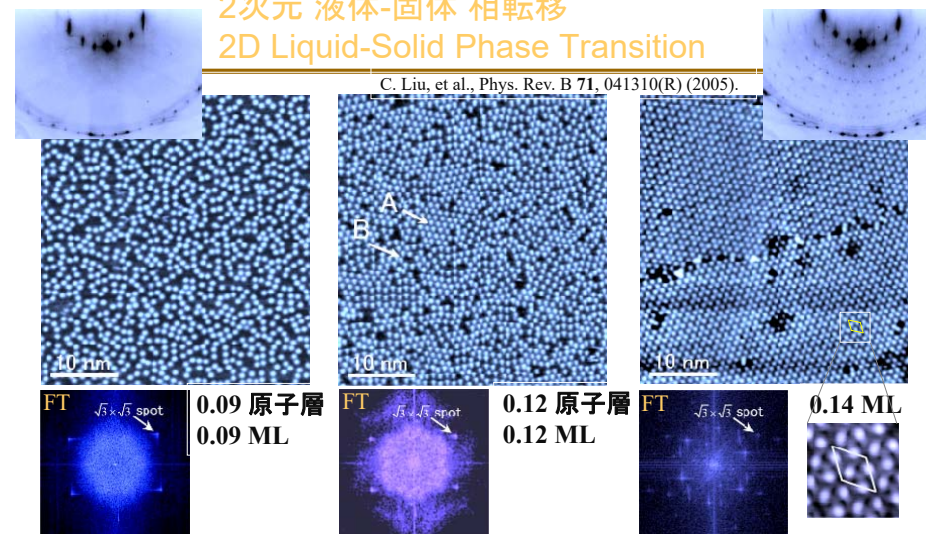 2次元 液体-固体 相転移
2D Liquid-Solid Phase Transition
C. Liu, et al., Phys. Rev. B 71, 041310(R) (2005).
10 nm
A
B
10 nm
10 nm
FT
√3×√3 spot
0.09 原子層
0.09 ML
FT
√3×√3 spot
0.12 原子層
0.12 ML
FT
√3×√3 spot
0.14 ML